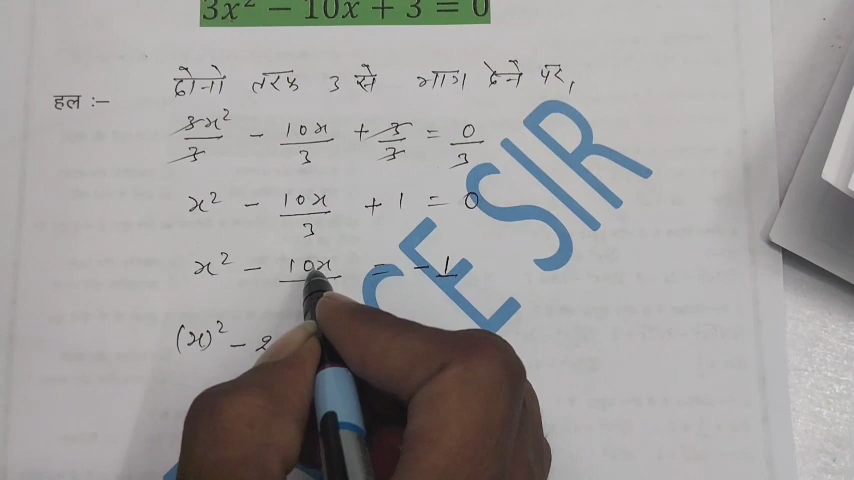 3x² − 10x + 3 = 0
हल :-
दोनो तरफ 3 से भाग देने पर,
3x²/3 - 10x/3 + 3/3 = 0/3
x² - 10x/3 + 1 = 0
x² - 10x = - 1
(x)² - 2
CE SIR